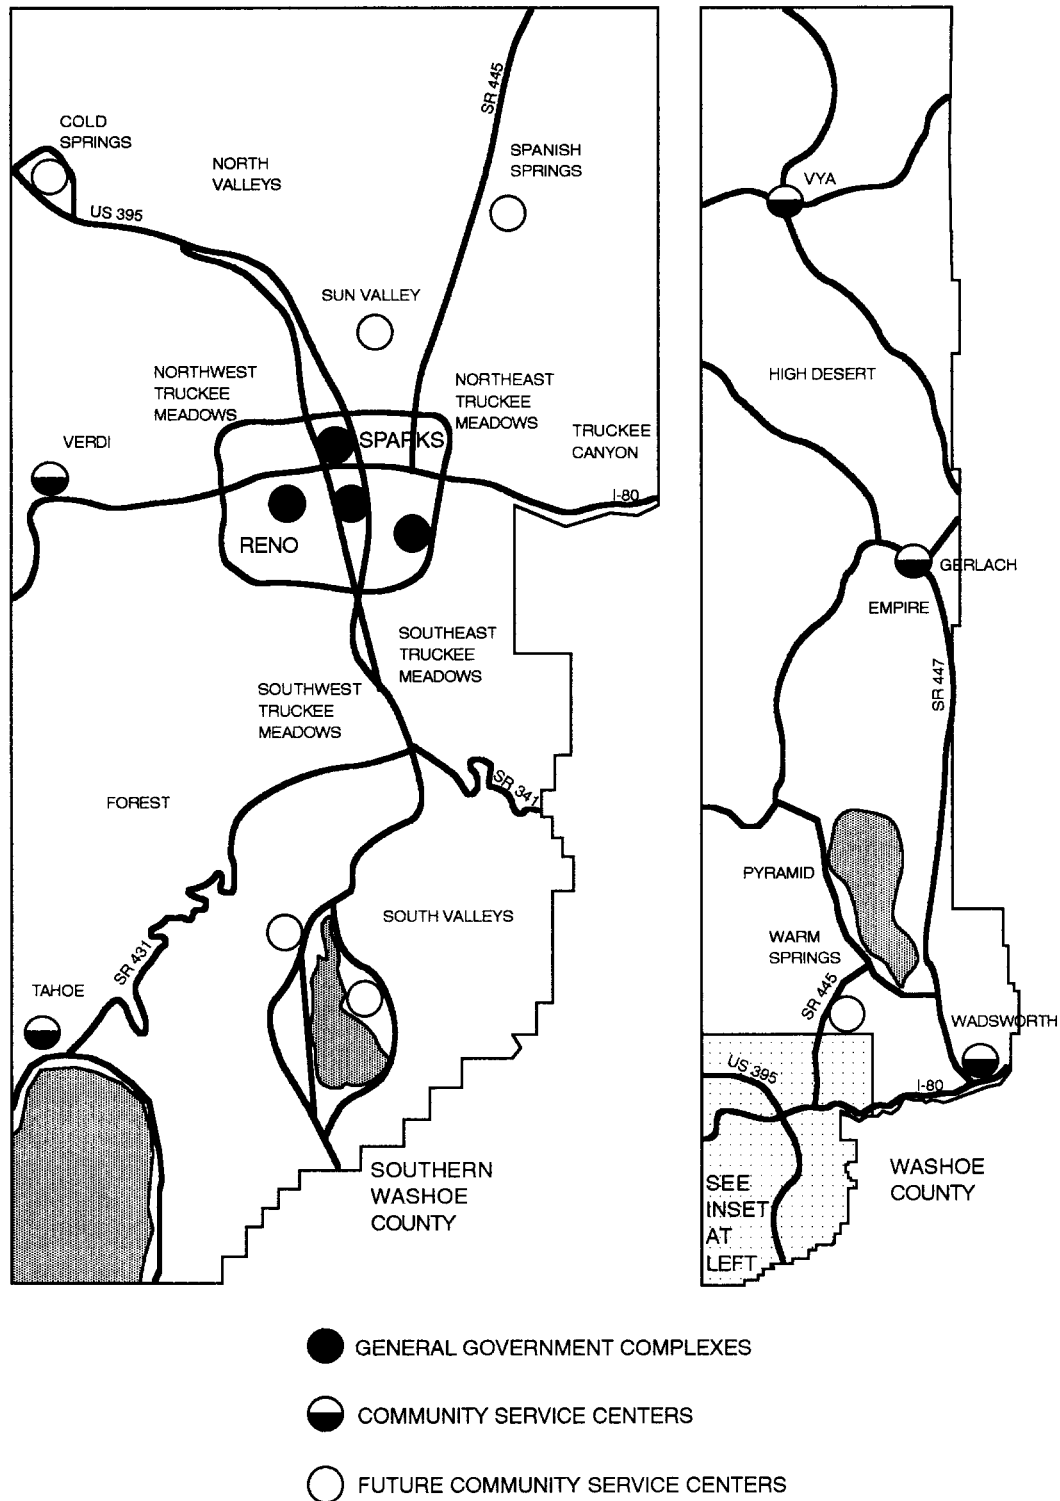 COLD
SPRINGS
NORTH
VALLEYS
US 395
SR 445
SPANISH
SPRINGS
SUN VALLEY
NORTHWEST
TRUCKEE
MEADOWS
NORTHEAST
TRUCKEE
MEADOWS
VERDI
SPARKS
TRUCKEE
CANYON
I-80
RENO
SOUTHEAST
TRUCKEE
MEADOWS
SOUTHWEST
TRUCKEE
MEADOWS
SR 341
FOREST
SOUTH VALLEYS
SR 431
TAHOE
SOUTHERN
WASHOE
COUNTY
VYA
HIGH DESERT
GERLACH
EMPIRE
SR 447
PYRAMID
WARM
SPRINGS
SR 445
WADSWORTH
US 395
I-80
SEE
INSET
AT
LEFT
WASHOE
COUNTY
GENERAL GOVERNMENT COMPLEXES
COMMUNITY SERVICE CENTERS
FUTURE COMMUNITY SERVICE CENTERS